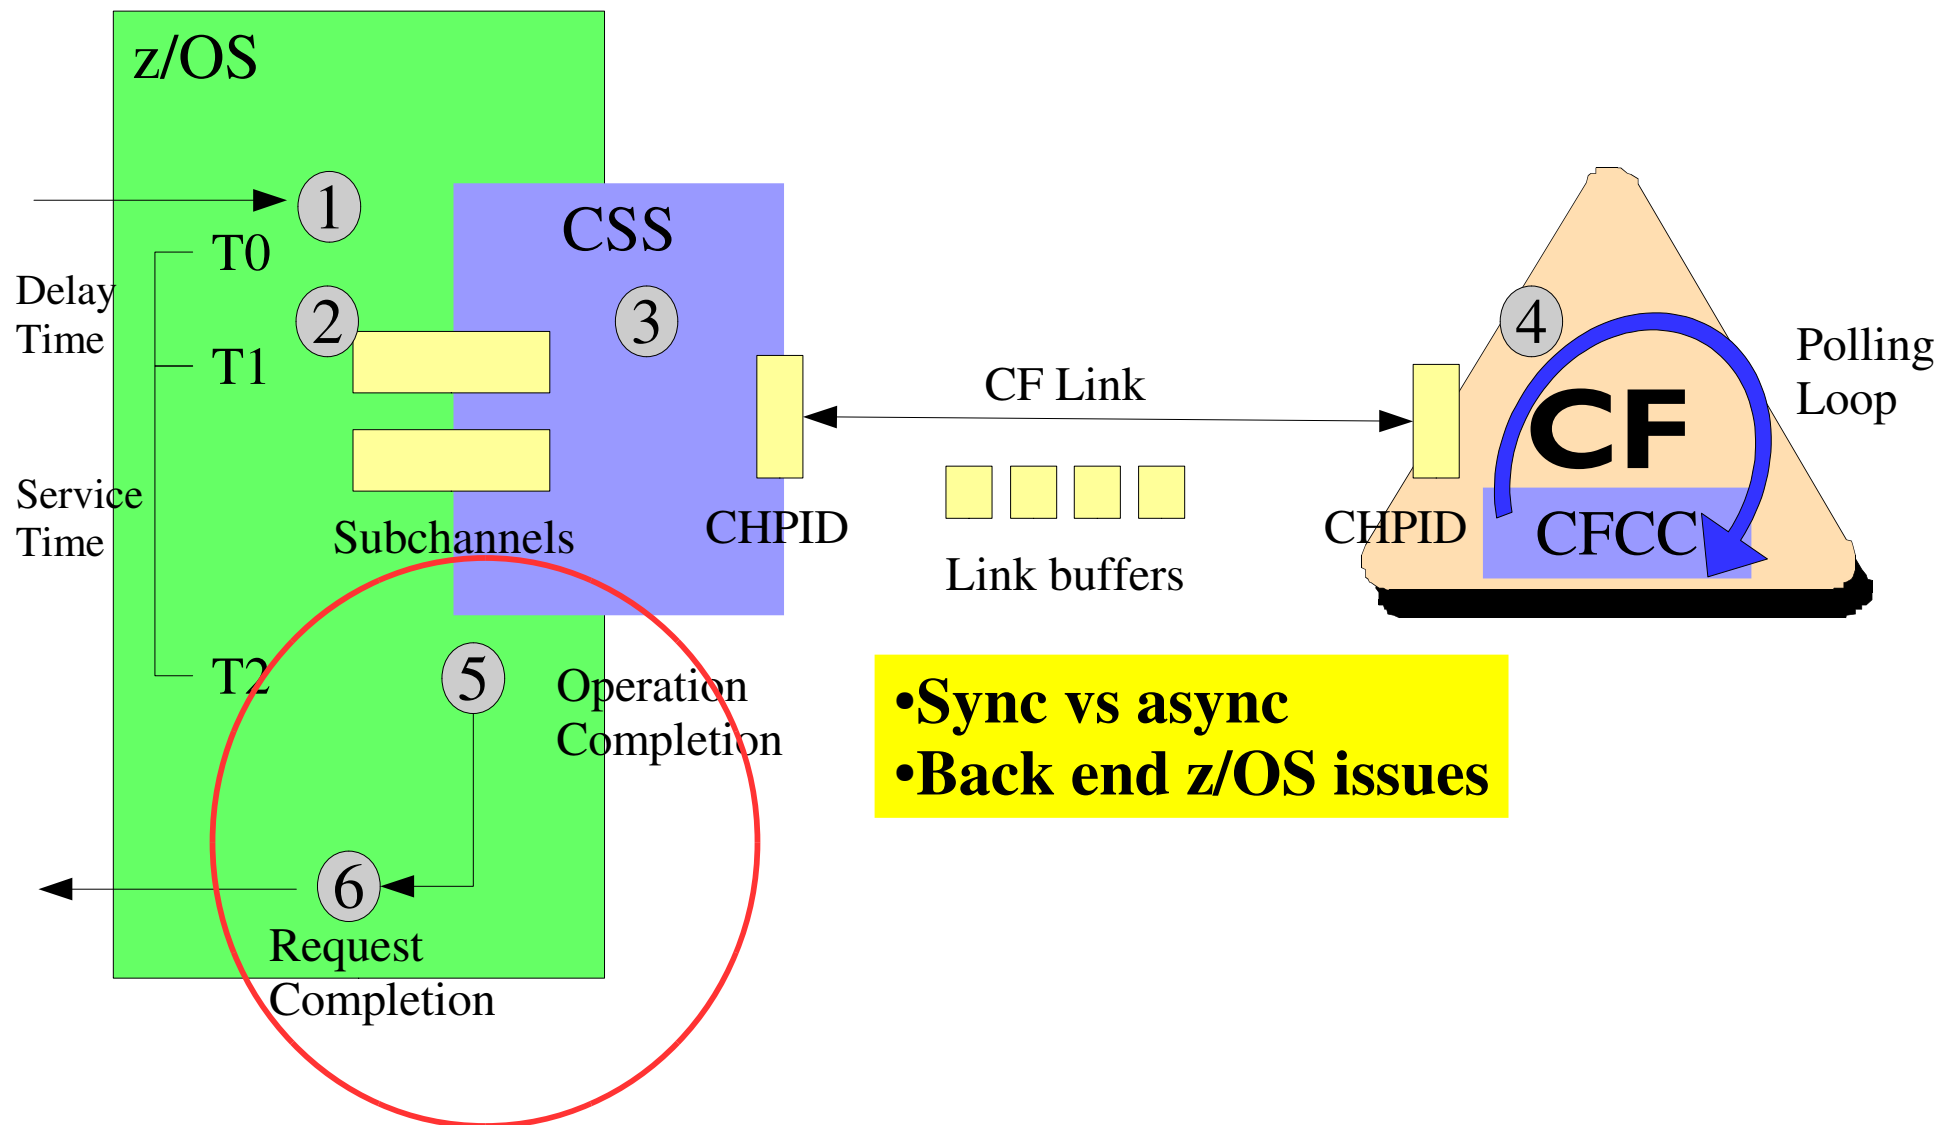 z/OS
1
CSS
T0
Delay
Time
2
3
4
T1
Polling
Loop
CF Link
CF
Service
Time
Subchannels
CHPID
CHPID
CFCC
Link buffers
T2
5
Operation
Completion
•Sync vs async
•Back end z/OS issues
6
Request
Completion